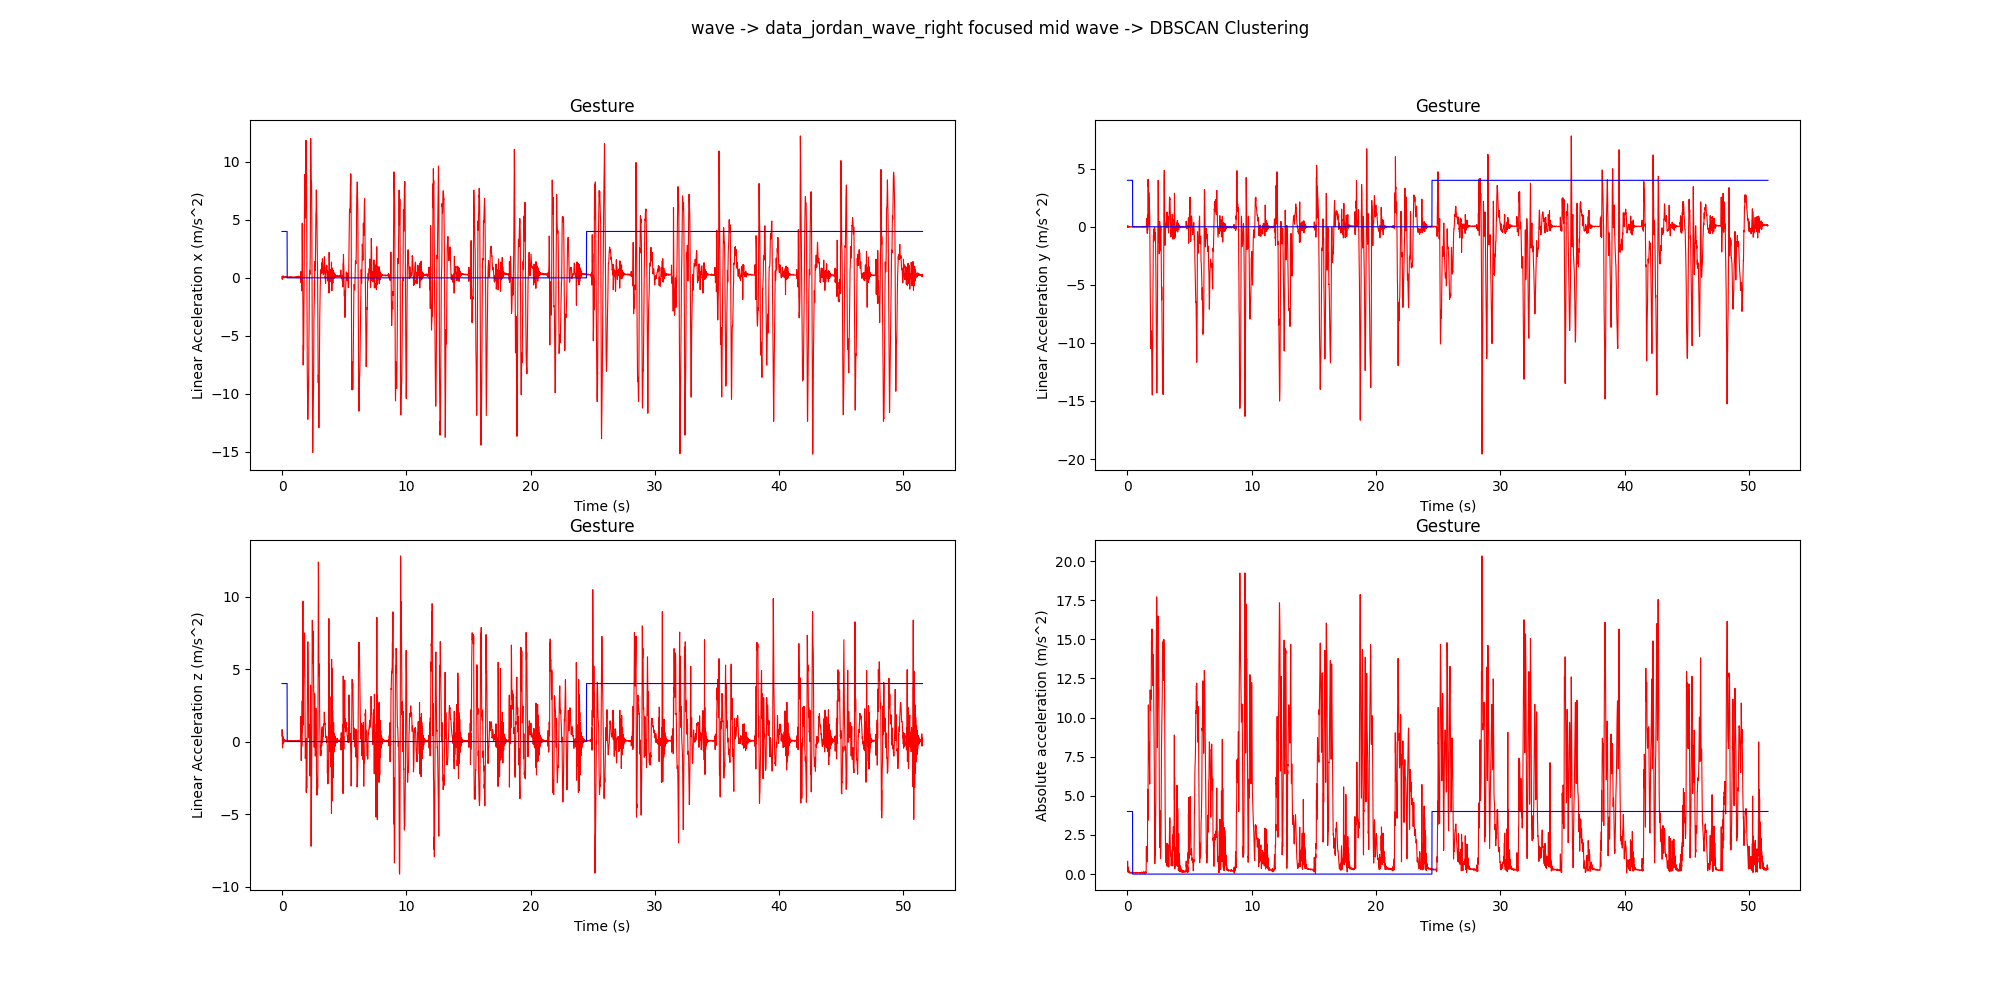 wave -> data_jordan_wave_right focused mid wave -> DBSCAN Clustering
Gesture
Linear Acceleration x (m/s^2)
10
5
0
−5
−10
−15
0 10 20 30 40 50
Time (s)
Gesture
Linear Acceleration y (m/s^2)
5
0
−5
−10
−15
−20
0 10 20 30 40 50
Time (s)
Gesture
Linear Acceleration z (m/s^2)
10
5
0
−5
−10
0 10 20 30 40 50
Time (s)
Gesture
Absolute acceleration (m/s^2)
20.0
17.5
15.0
12.5
10.0
7.5
5.0
2.5
0.0
0 10 20 30 40 50
Time (s)